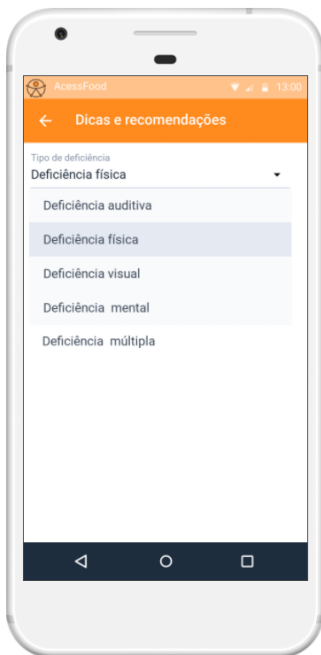 AcessFood 13:00
Dicas e recomendações
Tipo de deficiência
Deficiência física
Deficiência auditiva
Deficiência física
Deficiência visual
Deficiência mental
Deficiência múltipla